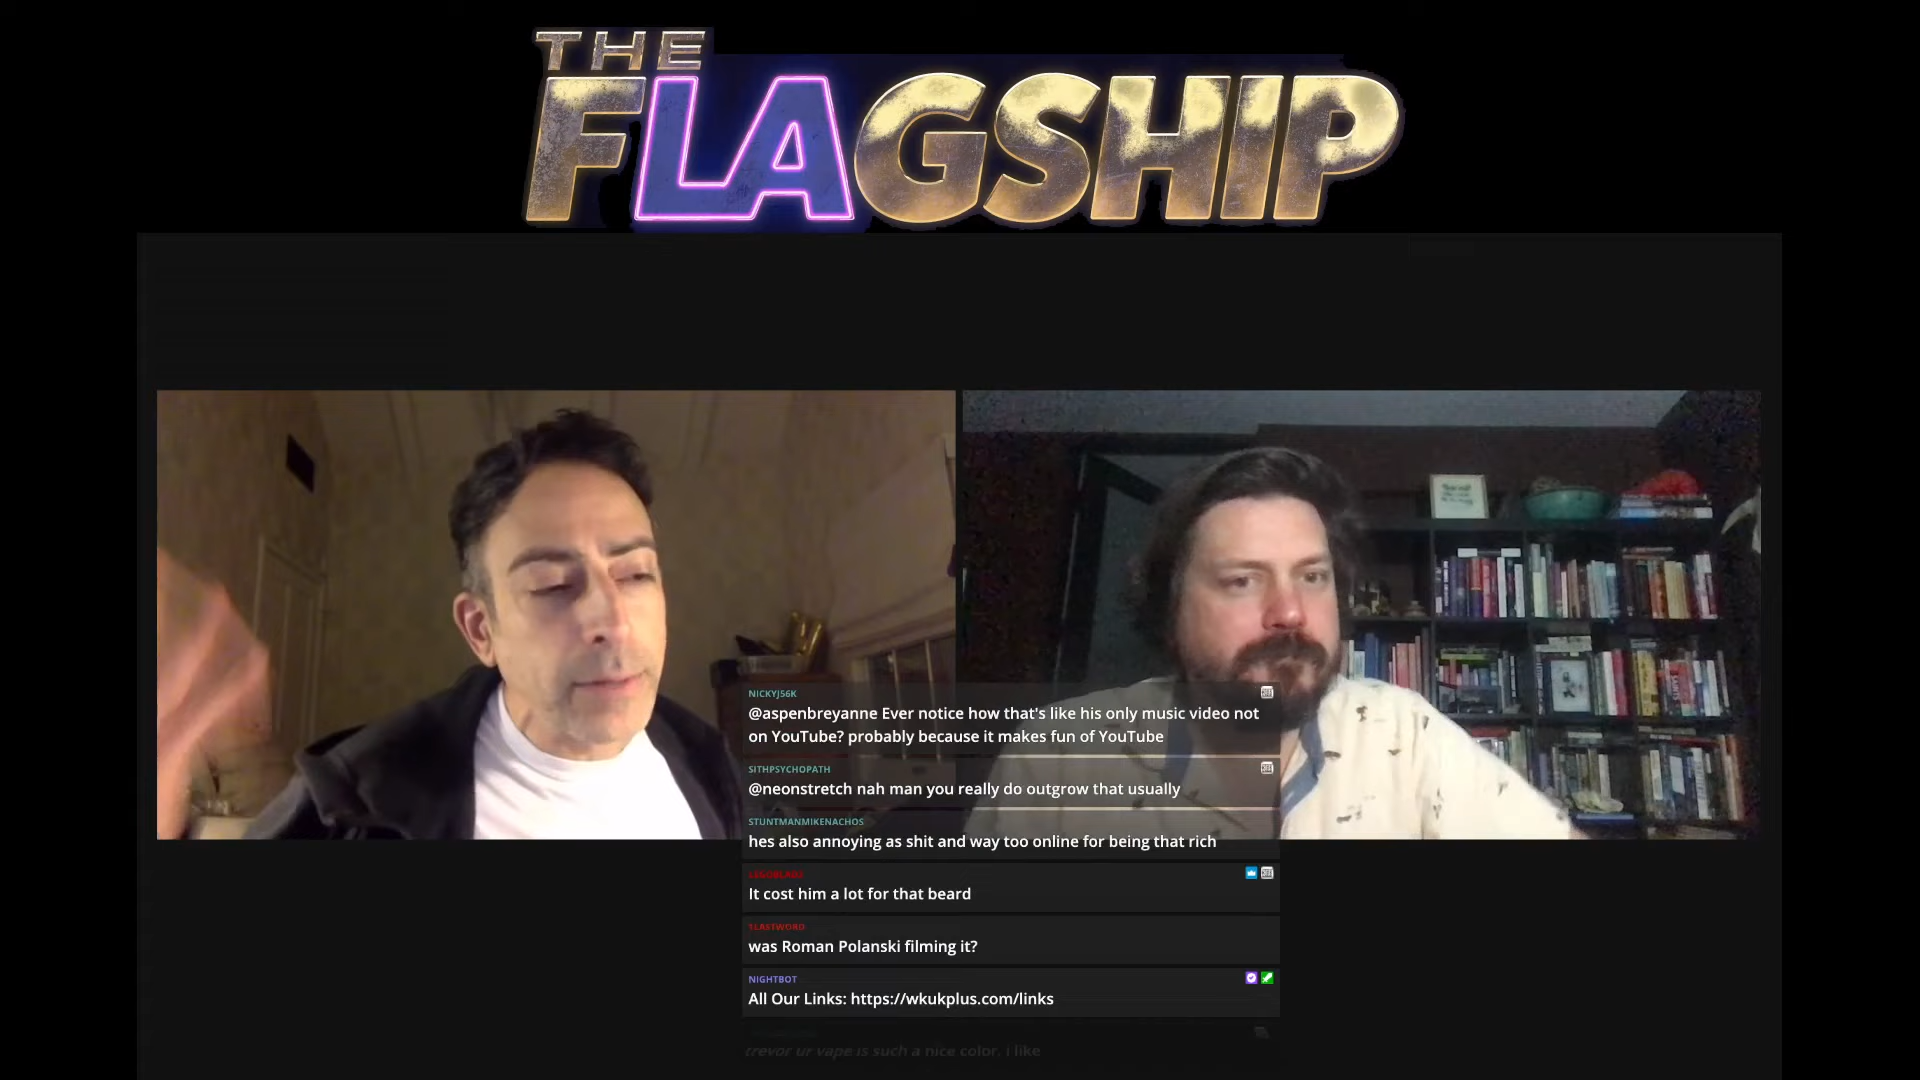 THE
FLAGSHIP
NICKYJ56K
@aspenbreyanne Ever notice how that's like his only music video not
on YouTube? probably because it makes fun of YouTube
SITHPSYCHOPATH
@neonstretch nah man you really do outgrow that usually
STUNTMANMIKENACHOS
hes also annoying as shit and way too online for being that rich
It cost him a lot for that beard
1LASTWORD
was Roman Polanski filming it?
NIGHTBOT
All Our Links: https://wkukplus.com/links
trevor ur vape is such a nice color. i like